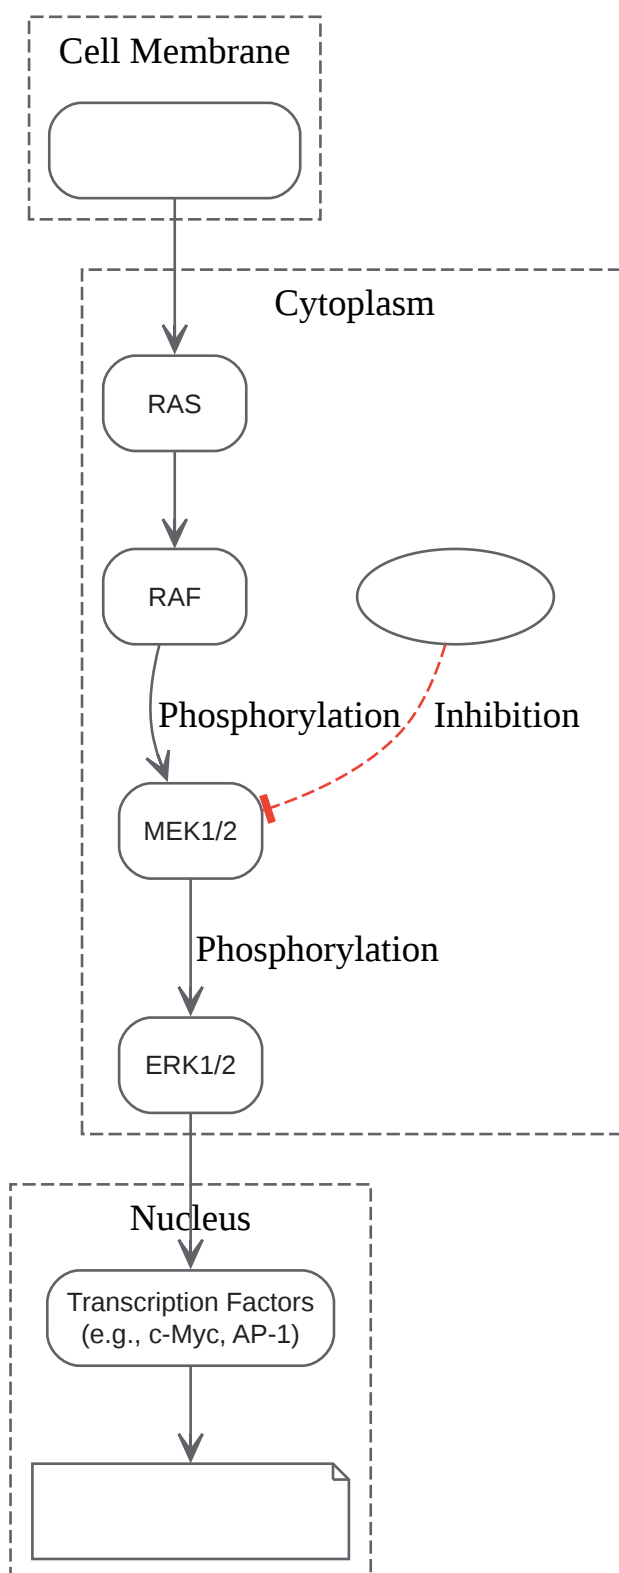 Cell Membrane
Cytoplasm
RAS
RAF
Phosphorylation
Inhibition
MEK1/2
Phosphorylation
ERK1/2
Nucleus
Transcription Factors
(e.g., c-Myc, AP-1)